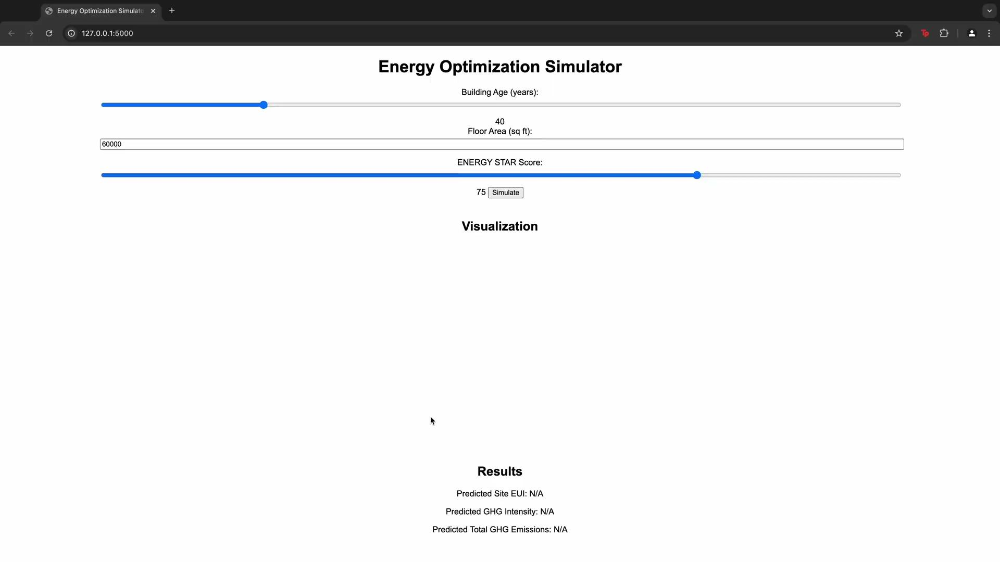 Energy Optimization Simulato
127.0.0.1:5000
Tp
Energy Optimization Simulator
Building Age (years):
40
Floor Area (sq ft):
60000
ENERGY STAR Score:
75 Simulate
Visualization
Results
Predicted Site EUI: N/A
Predicted GHG Intensity: N/A
Predicted Total GHG Emissions: N/A